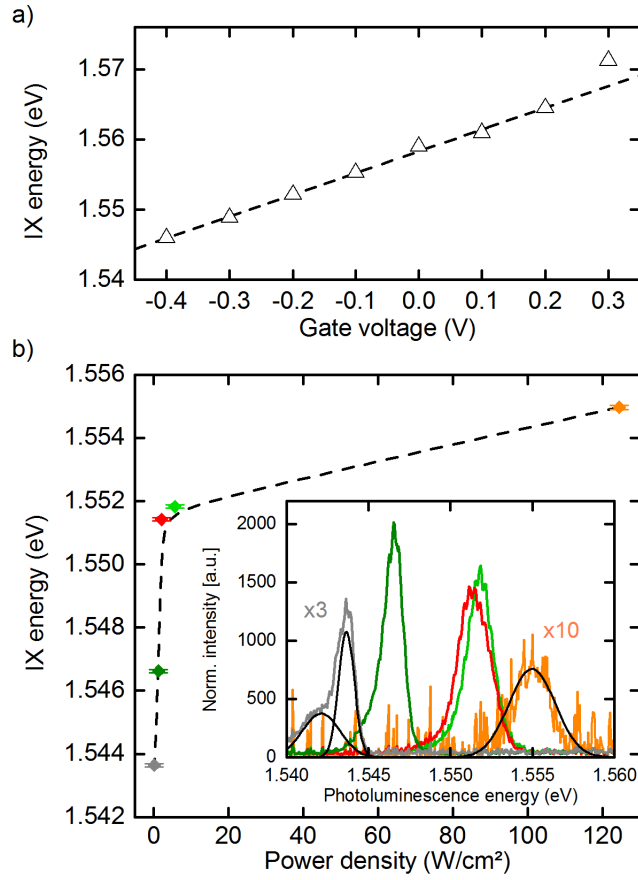 a)
IX energy (eV)
1.57
1.56
1.55
1.54
-0.4 -0.3 -0.2 -0.1 0.0 0.1 0.2 0.3
Gate voltage (V)
b)
IX energy (eV)
1.556
1.554
1.552
1.550
1.548
1.546
1.544
1.542
0 20 40 60 80 100 120
Power density (W/cm²)
Norm. intensity [a.u.]
2000
1500
1000
500
0
x3
x10
1.540 1.545 1.550 1.555 1.560
Photoluminescence energy (eV)